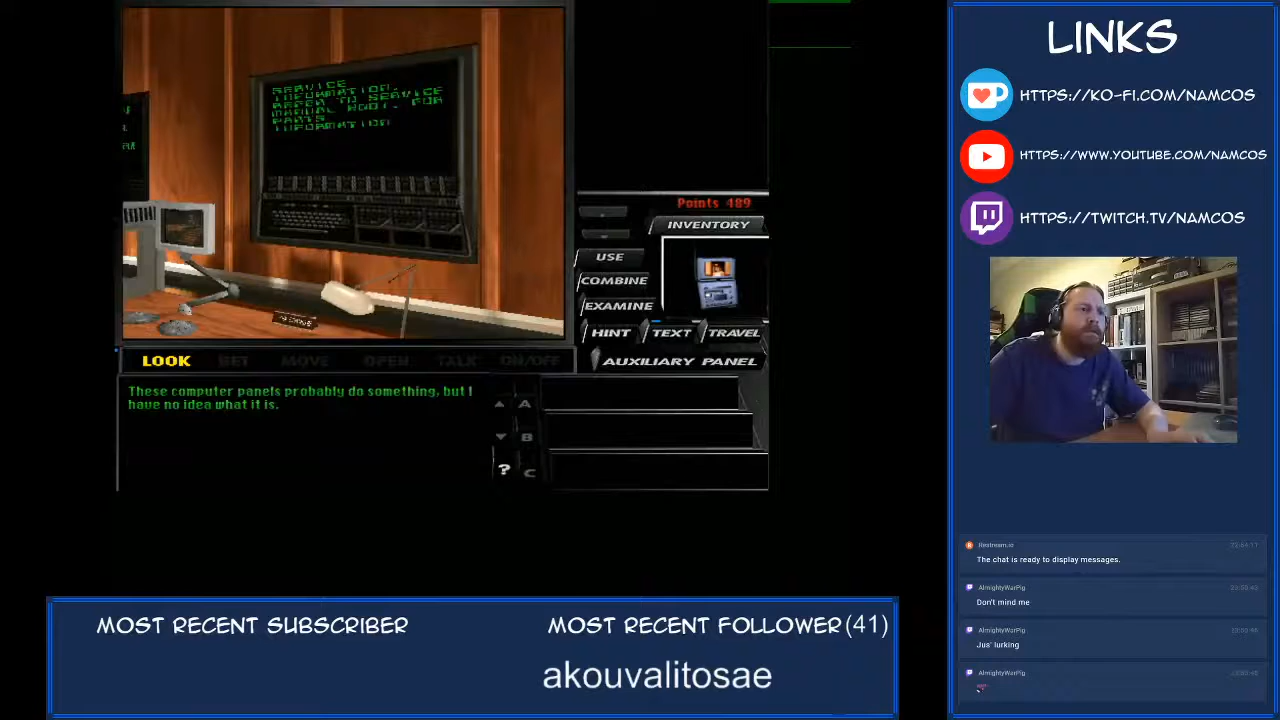 SERVICE
INFORMATION.
REFER TO SERVICE
MANUAL
FOR
PARTS
INFORMATION
Points 489
INVENTORY
USE
COMBINE
EXAMINE
HINT TEXT TRAVEL
AUXILIARY PANEL
LOOK GET MOVE OPEN TALK ON/OFF
These computer panels probably do something, but I
have no idea what it is.
A
B
?
C
LINKS
HTTPS://KO-FI.COM/NAMCOS
HTTPS://WWW.YOUTUBE.COM/NAMCOS
HTTPS://TWITCH.TV/NAMCOS
Restream.io
The chat is ready to display messages.
AlmightyWarPig
Don't mind me
AlmightyWarPig
Jus' lurking
AlmightyWarPig
MOST RECENT SUBSCRIBER
MOST RECENT FOLLOWER (41)
akouvalitosae